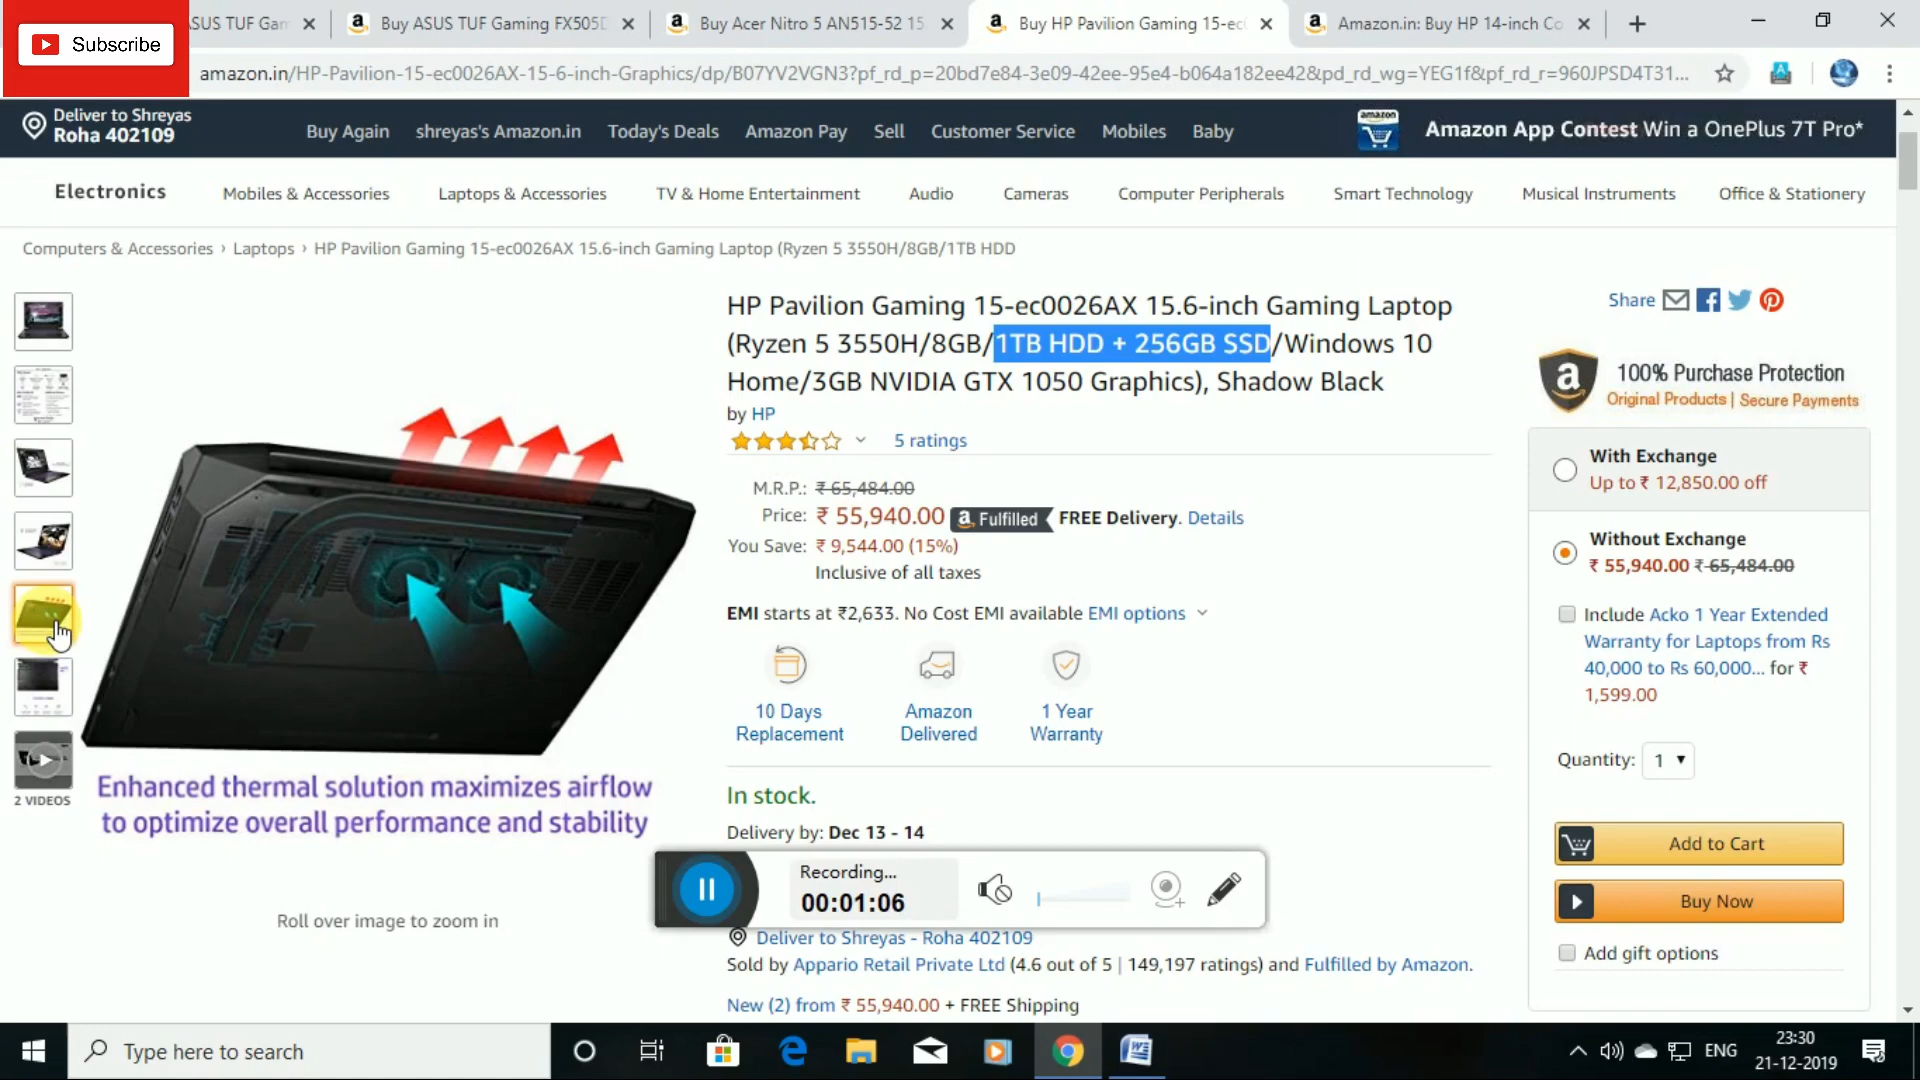 Subscribe
ASUS TUF Gam
Buy ASUS TUF Gaming FX505D
Buy Acer Nitro 5 AN515-52 15
Buy HP Pavilion Gaming 15-ec
Amazon.in: Buy HP 14-inch Co
amazon.in/HP-Pavilion-15-ec0026AX-15-6-inch-Graphics/dp/B07YV2VGN3?pf_rd_p=20bd7e84-3e09-42ee-95e4-b064a182ee42&pd_rd_wg=YEG1f&pf_rd_r=960JPSD4T31...
Deliver to Shreyas
Roha 402109
Buy Again
shreyas's Amazon.in
Today's Deals
Amazon Pay
Sell
Customer Service
Mobiles
Baby
amazon
Amazon App Contest Win a OnePlus 7T Pro*
Electronics
Mobiles & Accessories
Laptops & Accessories
TV & Home Entertainment
Audio
Cameras
Computer Peripherals
Smart Technology
Musical Instruments
Office & Stationery
Computers & Accessories › Laptops › HP Pavilion Gaming 15-ec0026AX 15.6-inch Gaming Laptop (Ryzen 5 3550H/8GB/1TB HDD
2 VIDEOS
Enhanced thermal solution maximizes airflow
to optimize overall performance and stability
Roll over image to zoom in
HP Pavilion Gaming 15-ec0026AX 15.6-inch Gaming Laptop
(Ryzen 5 3550H/8GB/1TB HDD + 256GB SSD/Windows 10
Home/3GB NVIDIA GTX 1050 Graphics), Shadow Black
by HP
5 ratings
M.R.P.: ₹ 65,484.00
Price: ₹ 55,940.00 a Fulfilled FREE Delivery. Details
You Save: ₹ 9,544.00 (15%)
Inclusive of all taxes
EMI starts at ₹2,633. No Cost EMI available EMI options
10 Days
Replacement
Amazon
Delivered
1 Year
Warranty
In stock.
Delivery by: Dec 13 - 14
Recording...
00:01:06
Deliver to Shreyas - Roha 402109
Sold by Appario Retail Private Ltd (4.6 out of 5 | 149,197 ratings) and Fulfilled by Amazon.
New (2) from ₹ 55,940.00 + FREE Shipping
Share
a
100% Purchase Protection
Original Products | Secure Payments
With Exchange
Up to ₹ 12,850.00 off
Without Exchange
₹ 55,940.00 ₹ 65,484.00
Include Acko 1 Year Extended
Warranty for Laptops from Rs
40,000 to Rs 60,000... for ₹
1,599.00
Quantity: 1
Add to Cart
Buy Now
Add gift options
Type here to search
ENG
23:30
21-12-2019